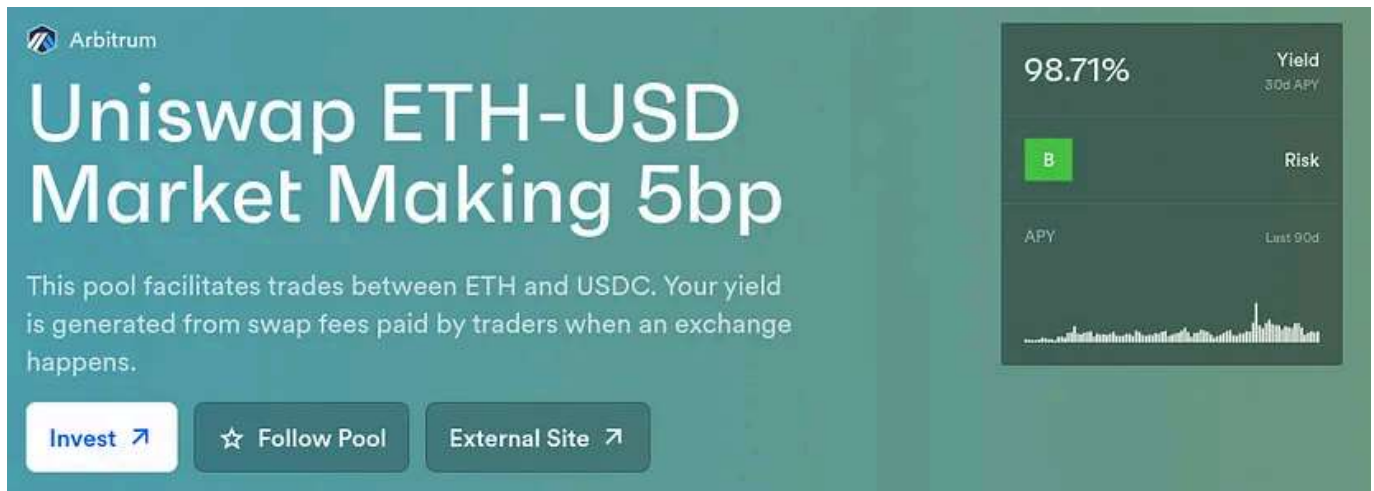 Arbitrum
Uniswap ETH-USD
Market Making 5bp
This pool facilitates trades between ETH and USDC. Your yield
is generated from swap fees paid by traders when an exchange
happens.
Invest
Follow Pool
External Site
98.71%
Yield
30d APY
B
Risk
APY
Last 90d